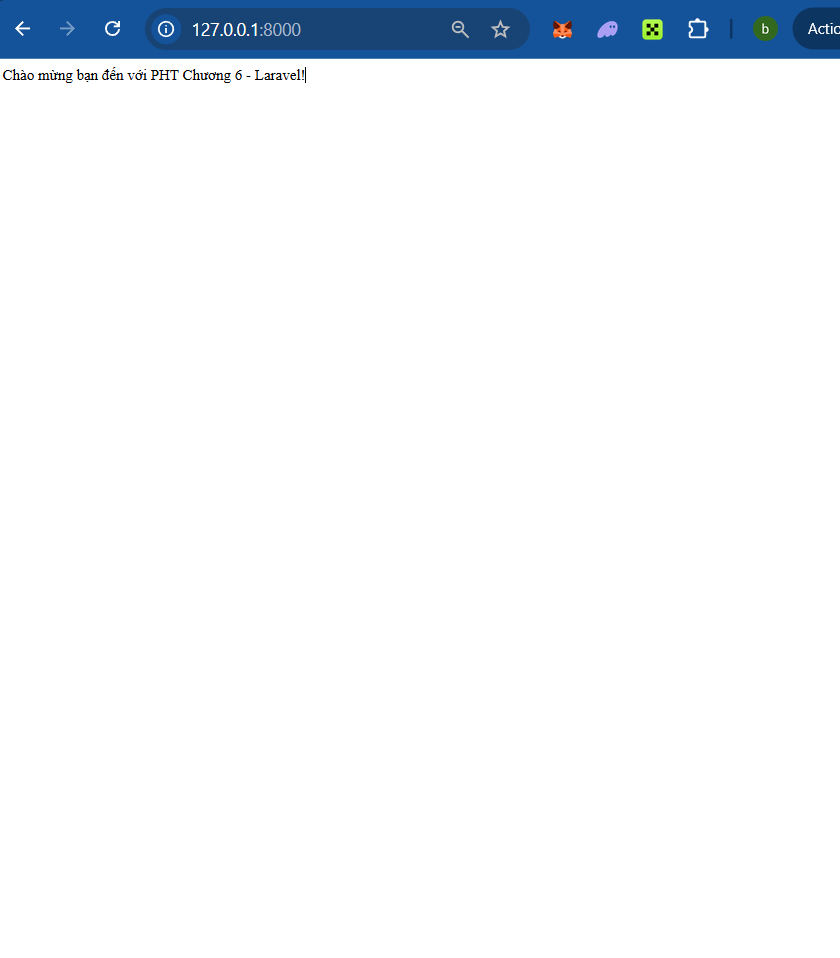 127.0.0.1:8000
b
Actio
Chào mừng bạn đến với PHT Chương 6 - Laravel!